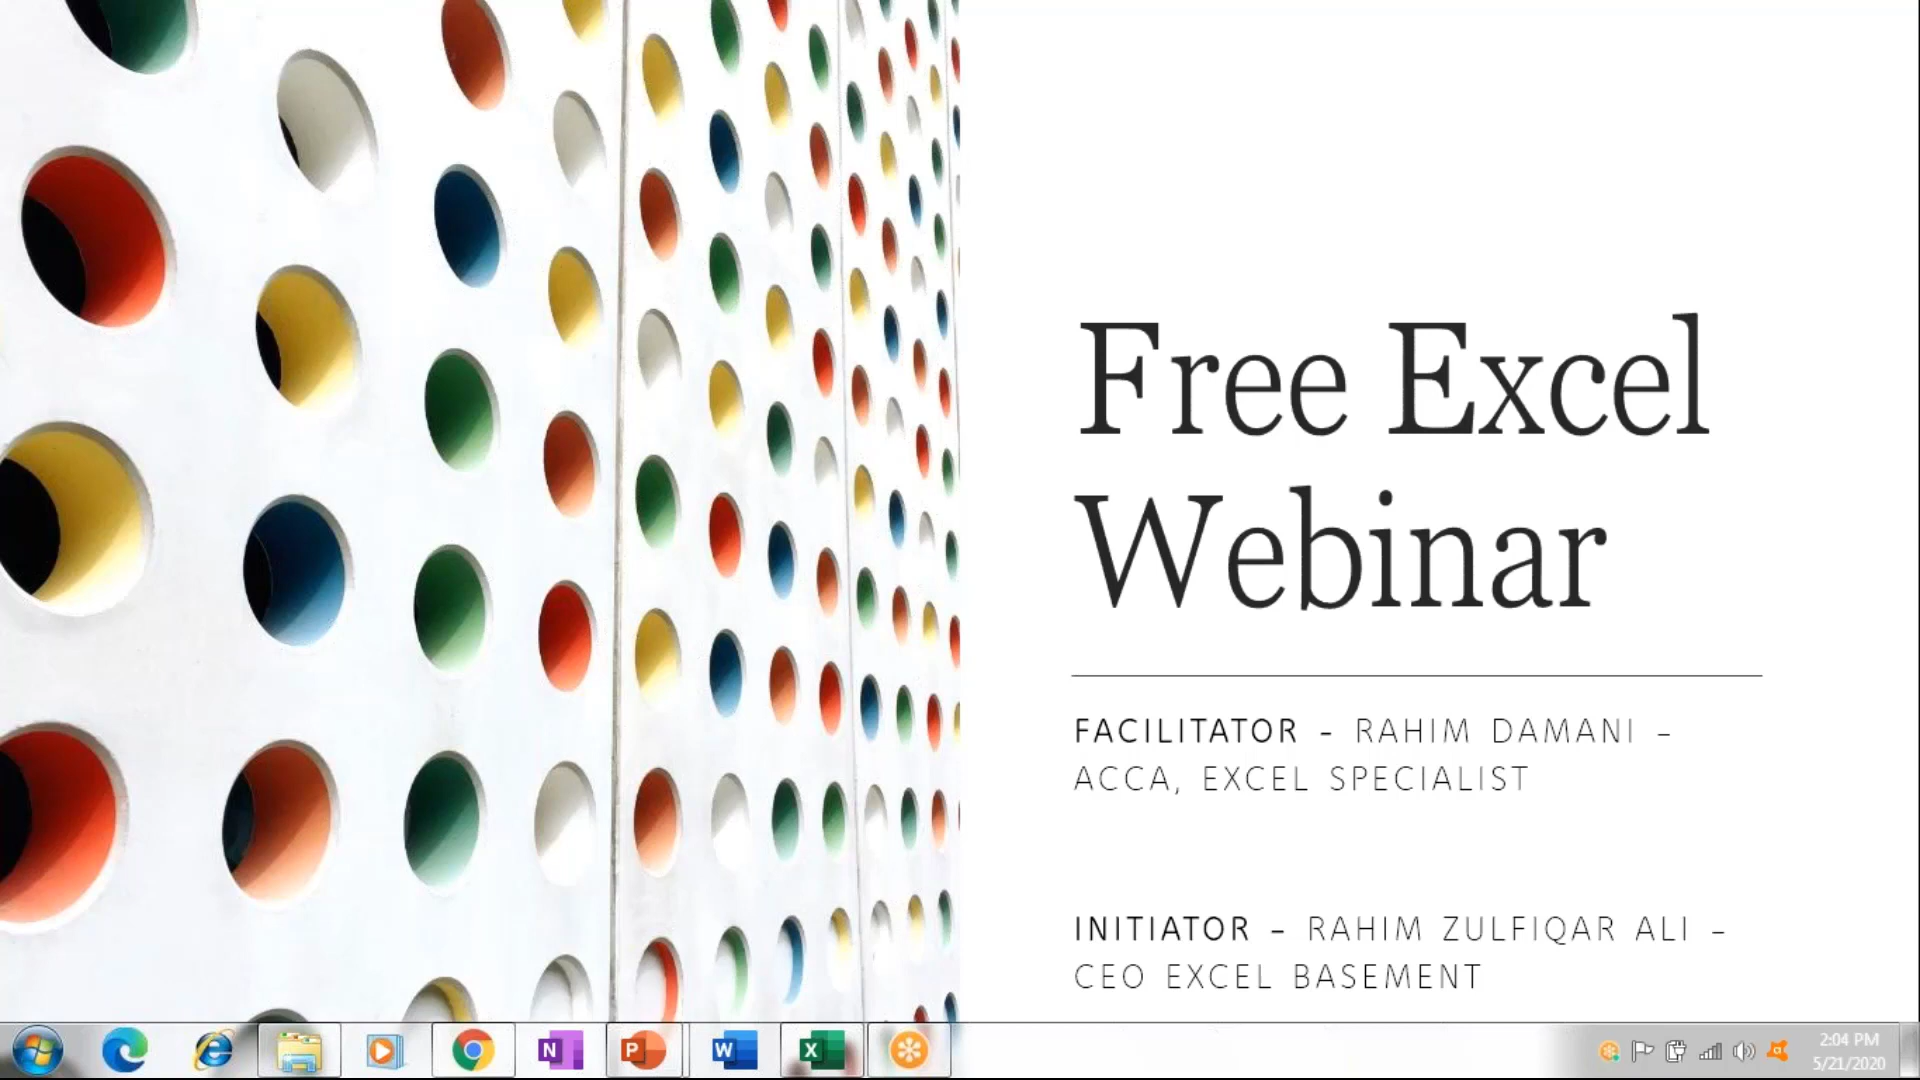 Free Excel
Webinar
FACILITATOR – RAHIM DAMANI –
ACCA, EXCEL SPECIALIST
INITIATOR – RAHIM ZULFIQAR ALI –
CEO EXCEL BASEMENT
N
P
W
X
2:04 PM
5/21/2020